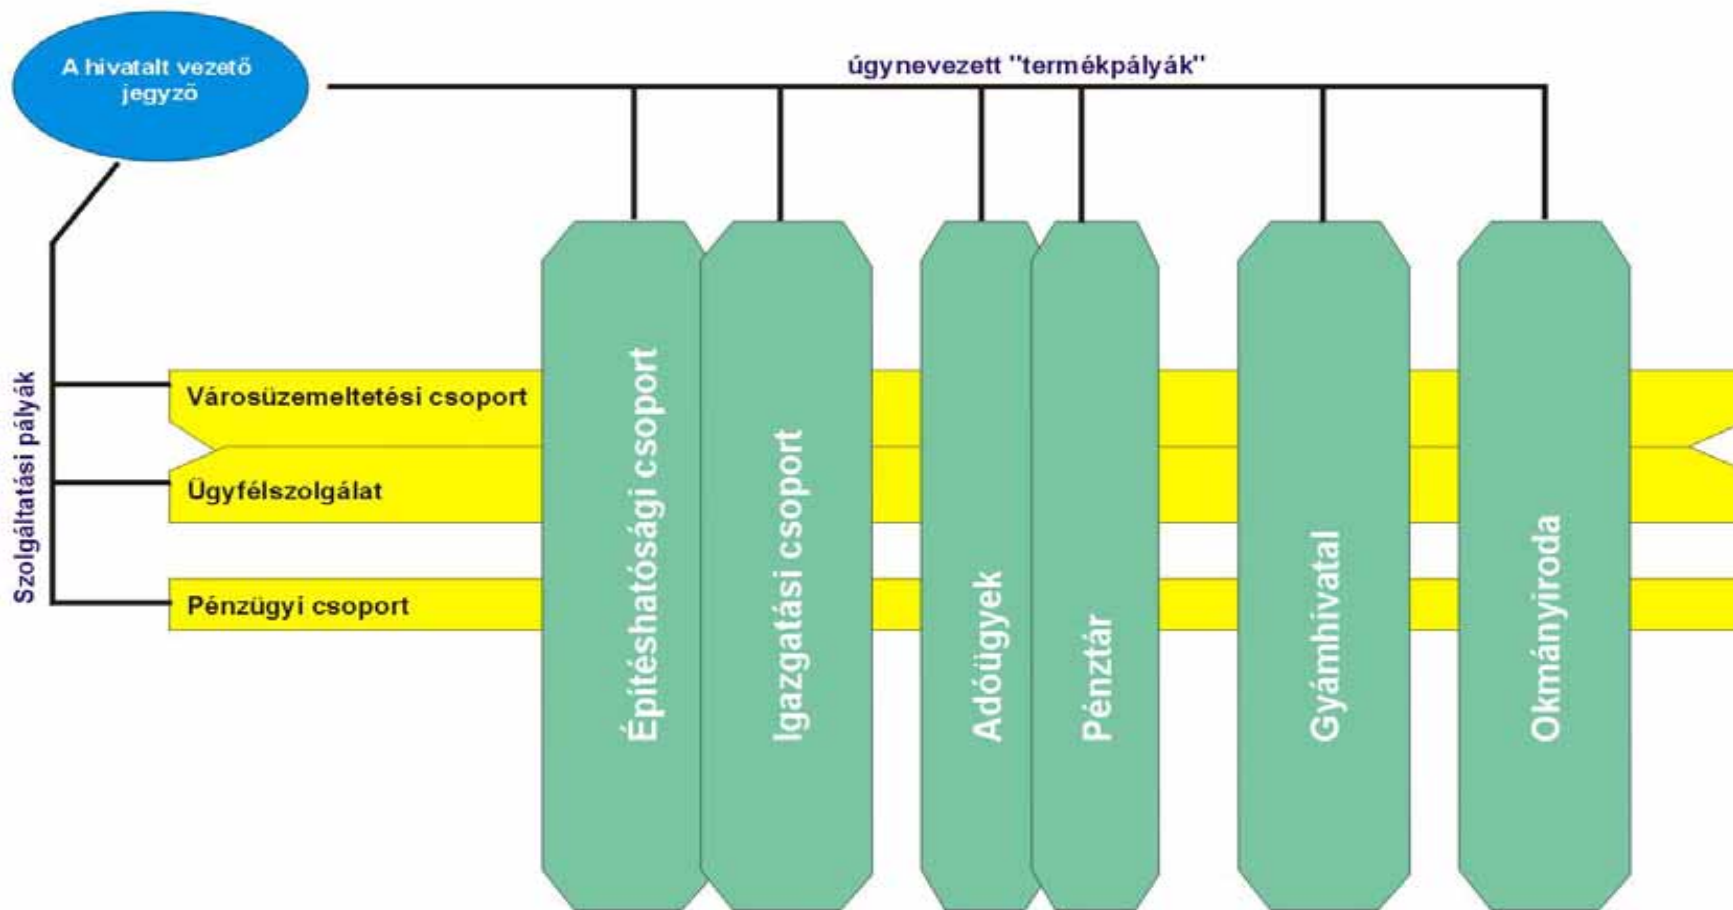 A hivatalt vezető
jegyző
úgynevezett "termékpályák"
Szolgáltatási pályák
Városüzemeltetési csoport
Ügyfélszolgálat
Pénzügyi csoport
Építéshatósági csoport
Igazgatási csoport
Adóügyek
Pénztár
Gyámhivatal
Okmányiroda